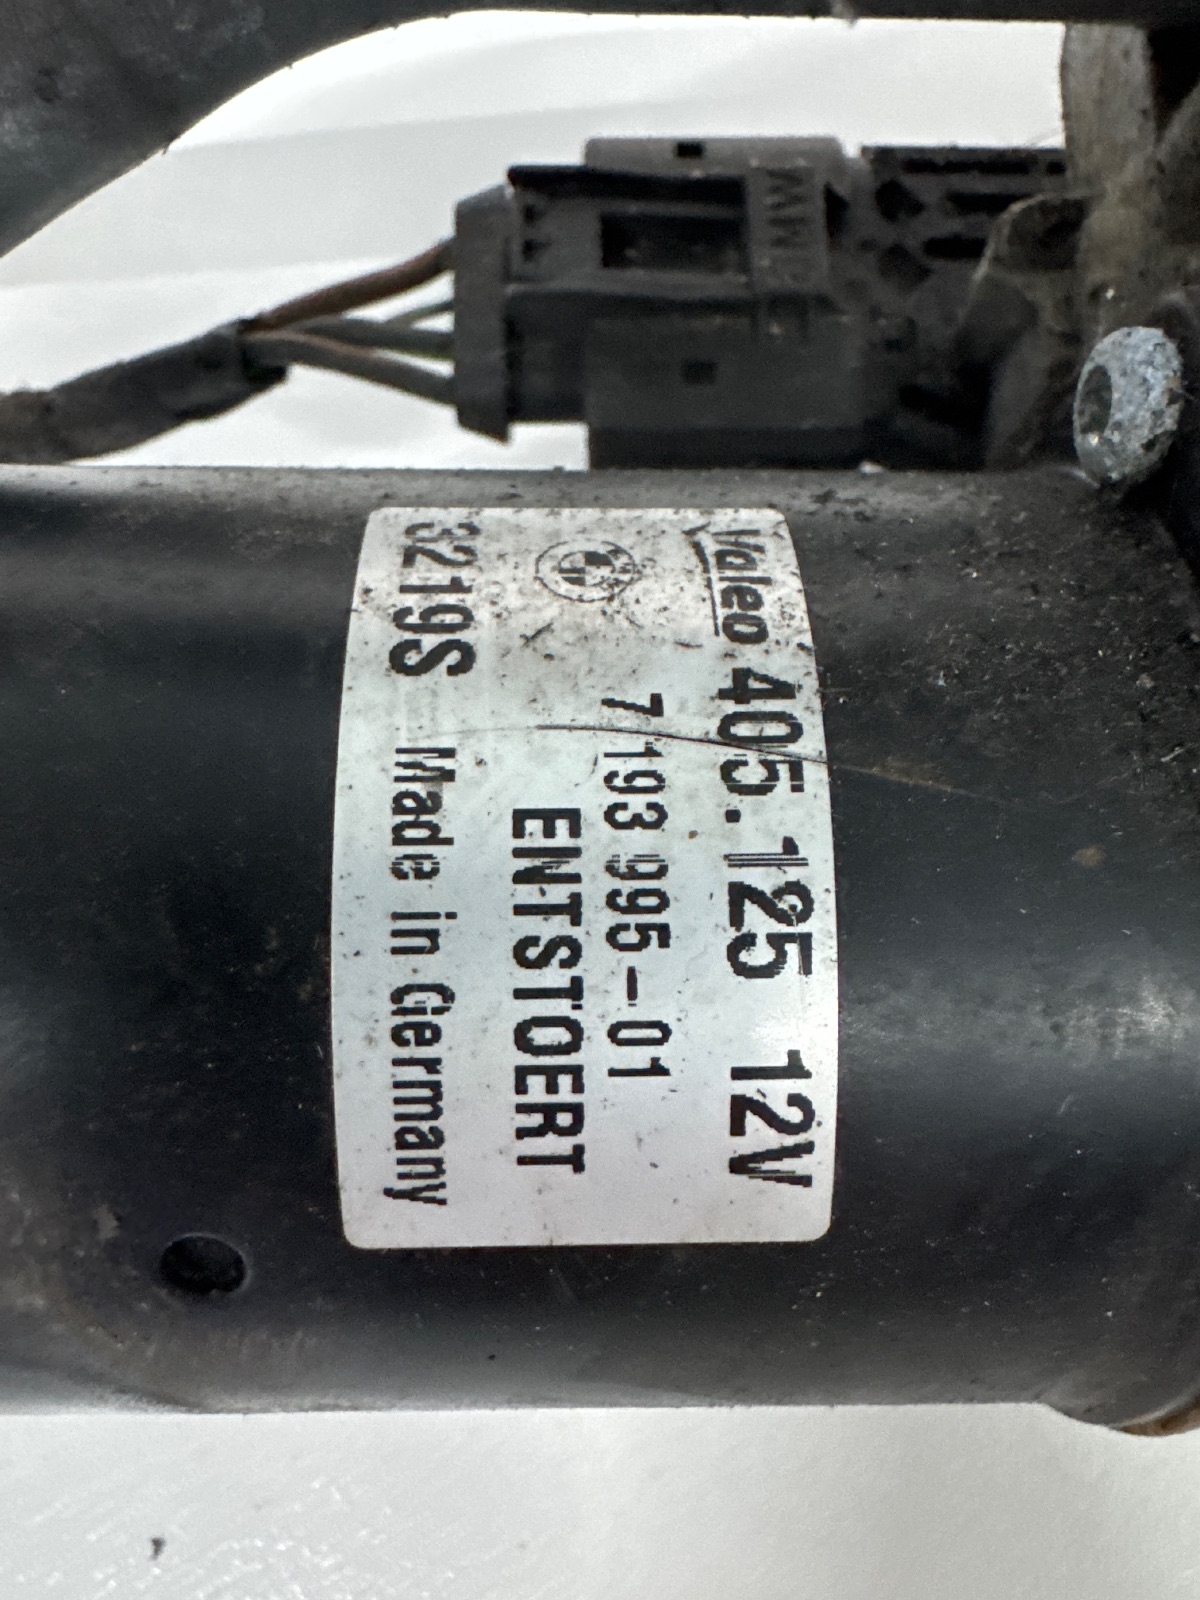 Valeo 405.125 12V
7 193 995-01
ENTSTOERT
3219S Made in Germany